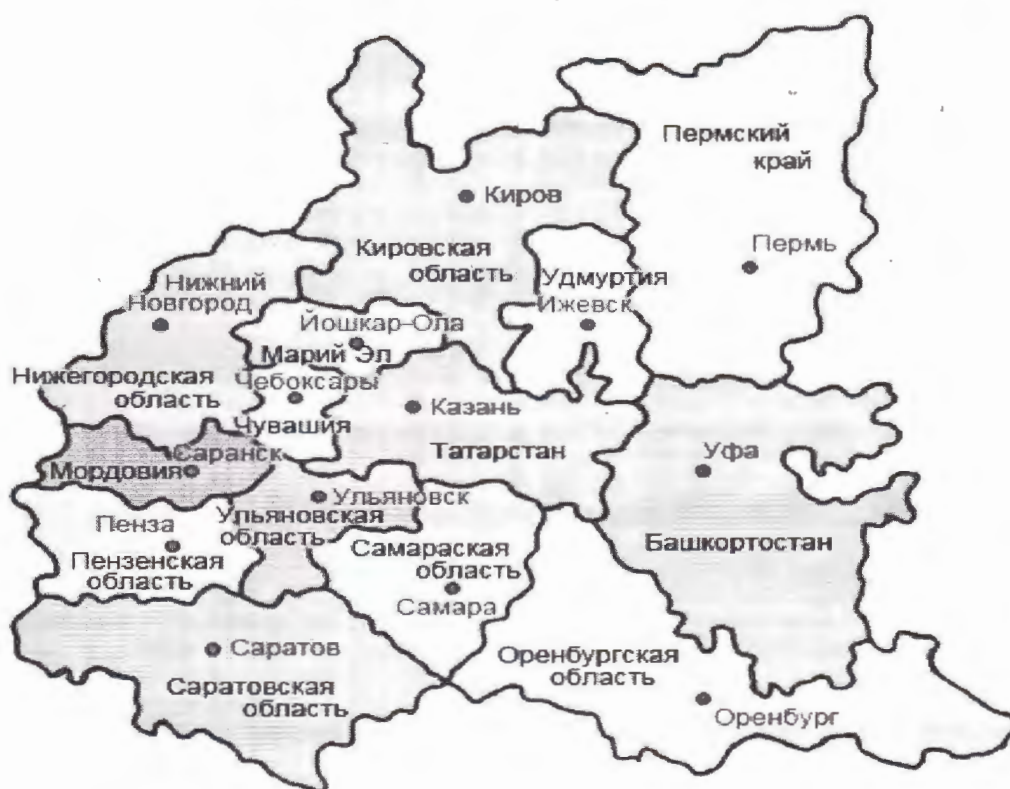 Пермский
край
Киров
Пермь
Кировская
область
Нижний
Новгород
Удмуртия
Ижевск
Йошкар-Ола
Марий Эл
Нижегородская
область
Чебоксары
Чувашия
Казань
Татарстан
Саранск
Мордовия
Уфа
Ульяновск
Ульяновская
область
Пенза
Пензенская
область
Самараская
область
Самара
Башкортостан
Саратов
Саратовская
область
Оренбургская
область
Оренбург